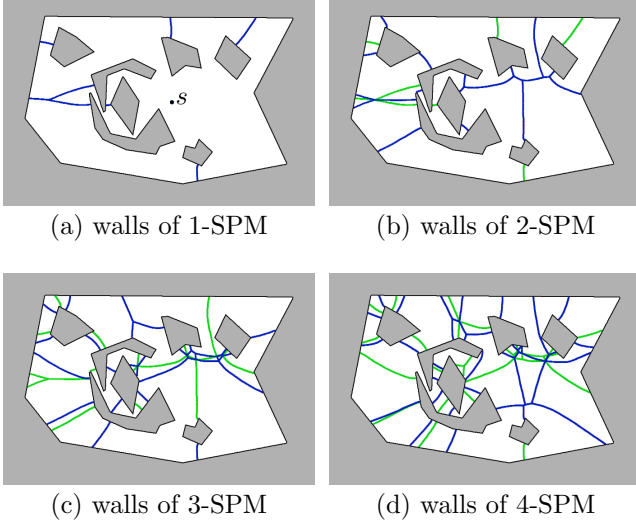 s
(a) walls of 1-SPM
(b) walls of 2-SPM
(c) walls of 3-SPM
(d) walls of 4-SPM